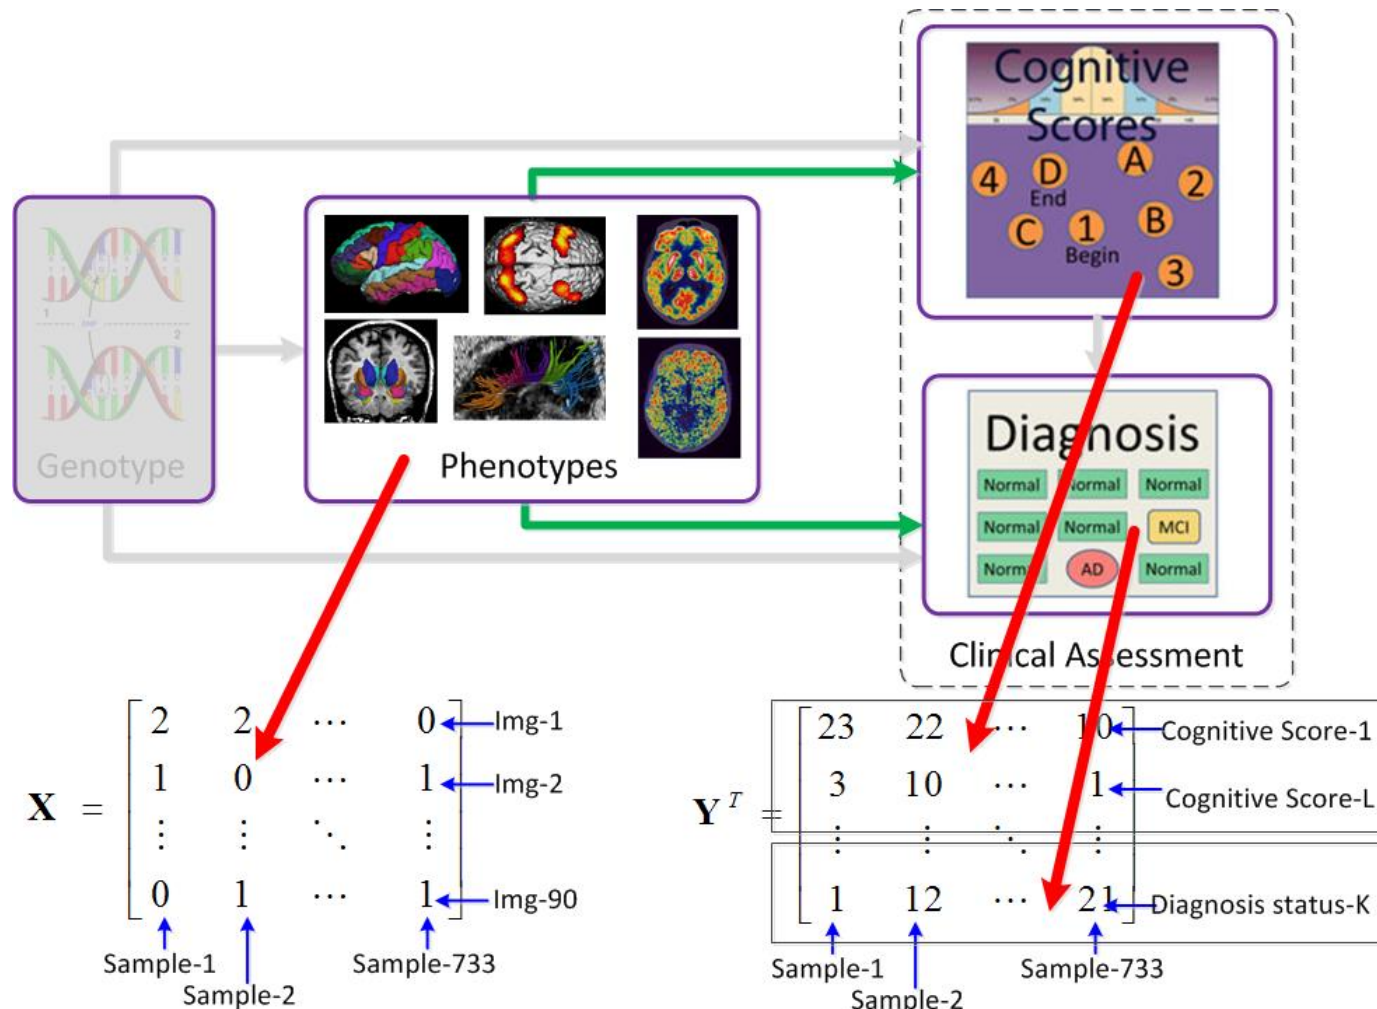 Cognitive
Scores
4
D
End
A
2
C
1
Begin
B
3
1
2
Genotype
Phenotypes
Diagnosis
Normal Normal Normal
Normal Normal MCI
Normal AD Normal
Clinical Assessment
X = [ 2 2 ⋯ 0 ] Img-1
1 0 ⋯ 1 Img-2
⋮ ⋮ ⋱ ⋮
0 1 ⋯ 1 Img-90
Sample-1
Sample-2
Sample-733
Y^T = [ 23 22 ⋯ 10 ] Cognitive Score-1
3 10 ⋯ 1 Cognitive Score-L
⋮ ⋮ ⋱ ⋮
1 12 ⋯ 21 Diagnosis status-K
Sample-1
Sample-2
Sample-733